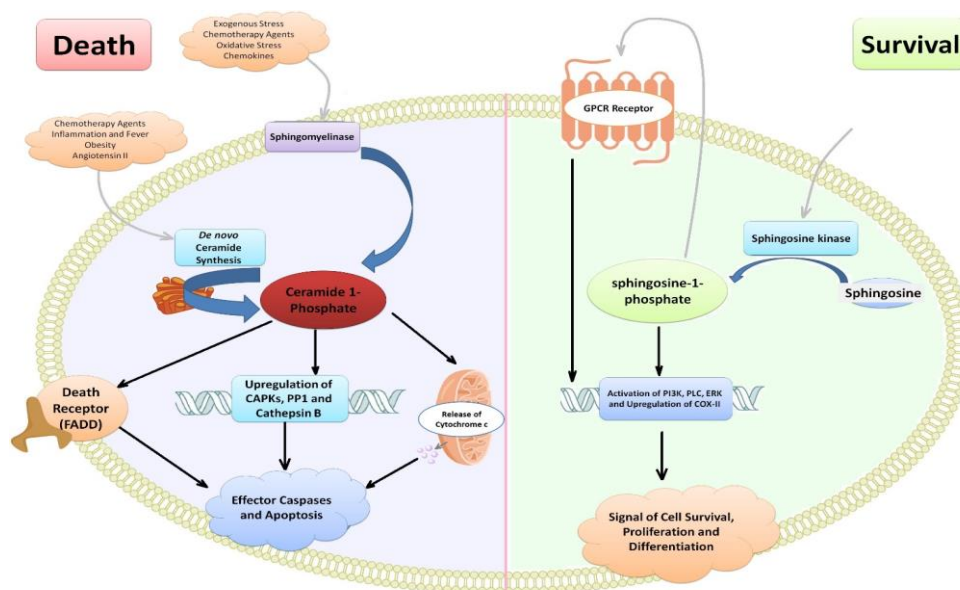 Death
Exogenous Stress
Chemotherapy Agents
Oxidative Stress
Chemokines
Chemotherapy Agents
Inflammation and Fever
Obesity
Angiotensin II
Sphingomyelinase
De novo
Ceramide
Synthesis
Ceramide 1-
Phosphate
Death
Receptor
(FADD)
Upregulation of
CAPKs, PP1 and
Cathepsin B
Release of
Cytochrome c
Effector Caspases
and Apoptosis
Survival
GPCR Receptor
Sphingosine kinase
Sphingosine
sphingosine-1-
phosphate
Activation of PI3K, PLC, ERK
and Upregulation of COX-II
Signal of Cell Survival,
Proliferation and
Differentiation